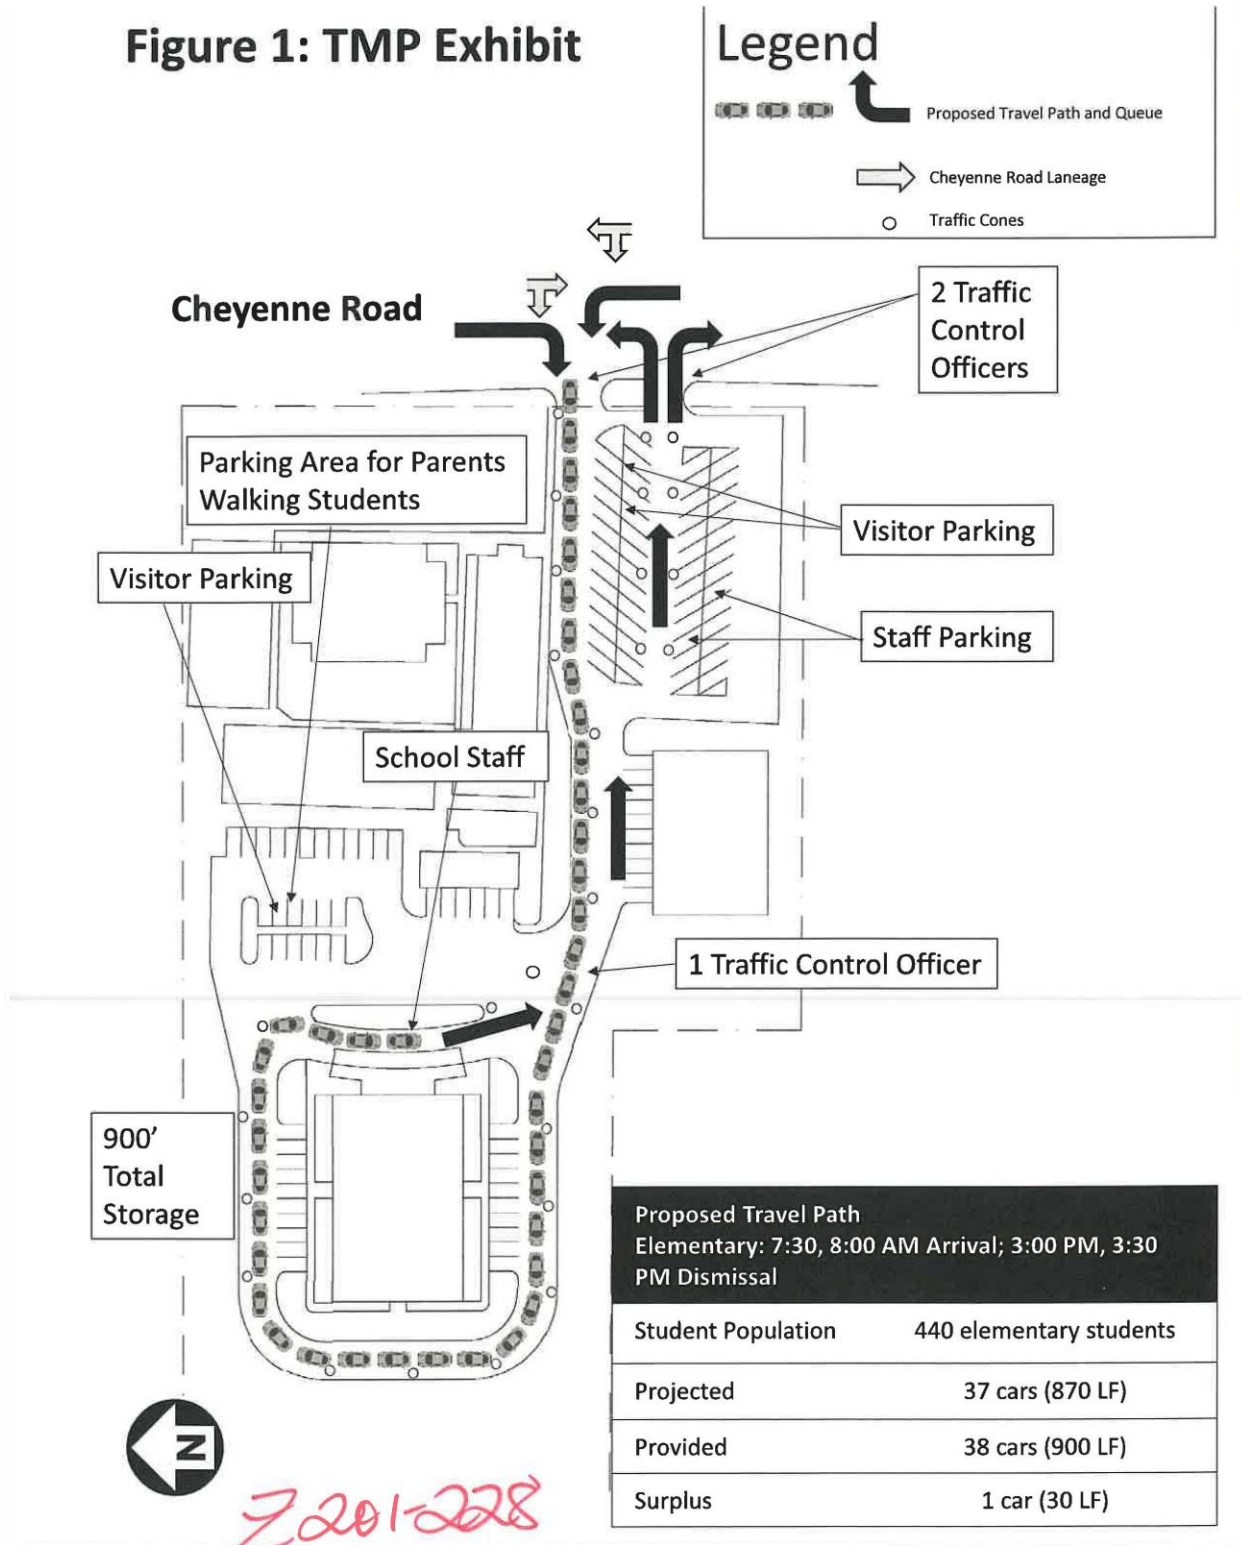 Figure 1: TMP Exhibit
Legend
Proposed Travel Path and Queue
Cheyenne Road Laneage
Traffic Cones
Cheyenne Road
2 Traffic
Control
Officers
Parking Area for Parents
Walking Students
Visitor Parking
Visitor Parking
Staff Parking
School Staff
1 Traffic Control Officer
900'
Total
Storage
Proposed Travel Path
Elementary: 7:30, 8:00 AM Arrival; 3:00 PM, 3:30
PM Dismissal
Student Population 440 elementary students
Projected 37 cars (870 LF)
Provided 38 cars (900 LF)
Surplus 1 car (30 LF)
N
Z201-228